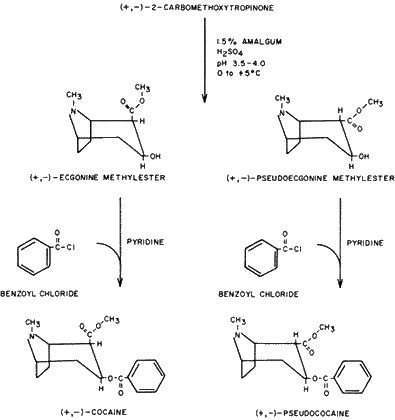 (+,−)-2-CARBOMETHOXYTROPINONE
1.5% AMALGUM
H2SO4
pH 3.5-4.0
0 to +5°C
CH3
N
CH3
O
O
C
H
OH
H
CH3
N
H
CH3
O
C
O
OH
H
(+,−)-ECGONINE METHYLESTER
(+,−)-PSEUDOECGONINE METHYLESTER
O
C-Cl
PYRIDINE
O
C-Cl
PYRIDINE
BENZOYL CHLORIDE
BENZOYL CHLORIDE
CH3
N
O
C
O
CH3
H
H
O-C
O
CH3
N
H
O
CH3
C
O
H
O-C
O
(+,−)-COCAINE
(+,−)-PSEUDOCOCAINE